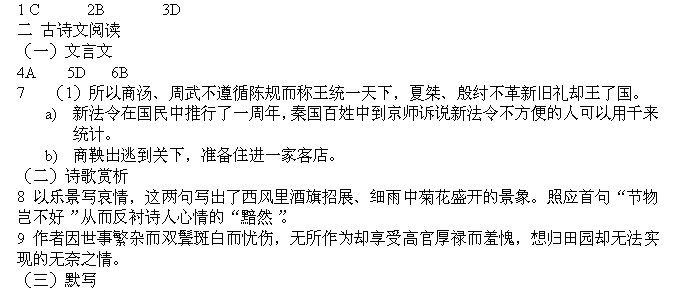 1 C 2B 3D
二 古诗文阅读
（一）文言文
4A 5D 6B
7 （1）所以商汤、周武不遵循陈规而称王统一天下，夏桀、殷纣不革新旧礼却王了国。
a) 新法令在国民中推行了一周年，秦国百姓中到京师诉说新法令不方便的人可以用千来
统计。
b) 商鞅出逃到关下，准备住进一家客店。
（二）诗歌赏析
8 以乐景写哀情，这两句写出了西风里酒旗招展、细雨中菊花盛开的景象。照应首句“节物
岂不好 ”从而反衬诗人心情的“黯然 ”。
9 作者因世事繁杂而双鬓斑白而忧伤，无所作为却享受高官厚禄而羞愧，想归田园却无法实
现的无奈之情。
（三）默写